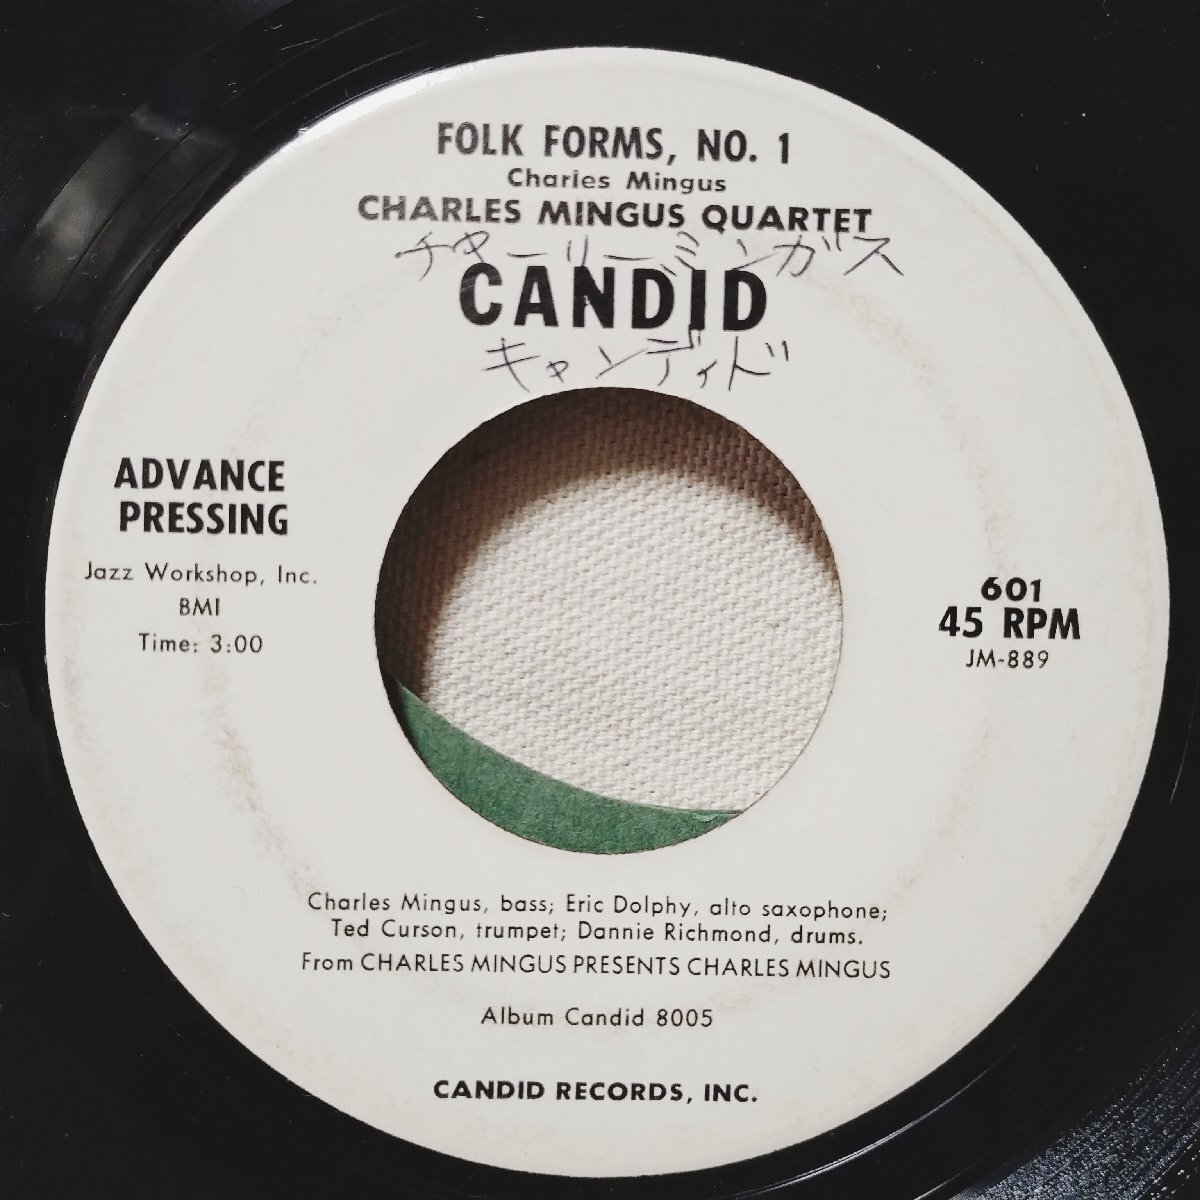 FOLK FORMS, NO. 1
Charles Mingus
CHARLES MINGUS QUARTET
チャーリーミンガス
CANDID
キャンディド
ADVANCE
PRESSING
Jazz Workshop, Inc.
BMI
Time: 3:00
601
45 RPM
JM-889
Charles Mingus, bass; Eric Dolphy, alto saxophone;
Ted Curson, trumpet; Dannie Richmond, drums.
From CHARLES MINGUS PRESENTS CHARLES MINGUS
Album Candid 8005
CANDID RECORDS, INC.